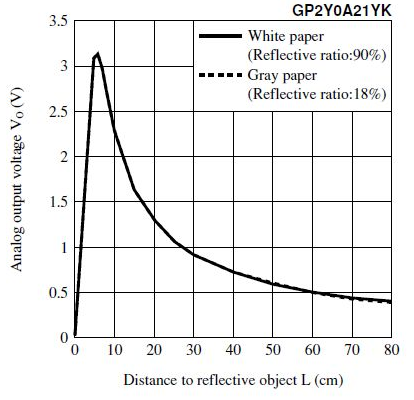 GP2Y0A21YK
White paper
(Reflective ratio:90%)
Gray paper
(Reflective ratio:18%)
Analog output voltage VO (V)
3.5
3
2.5
2
1.5
1
0.5
0
0 10 20 30 40 50 60 70 80
Distance to reflective object L (cm)